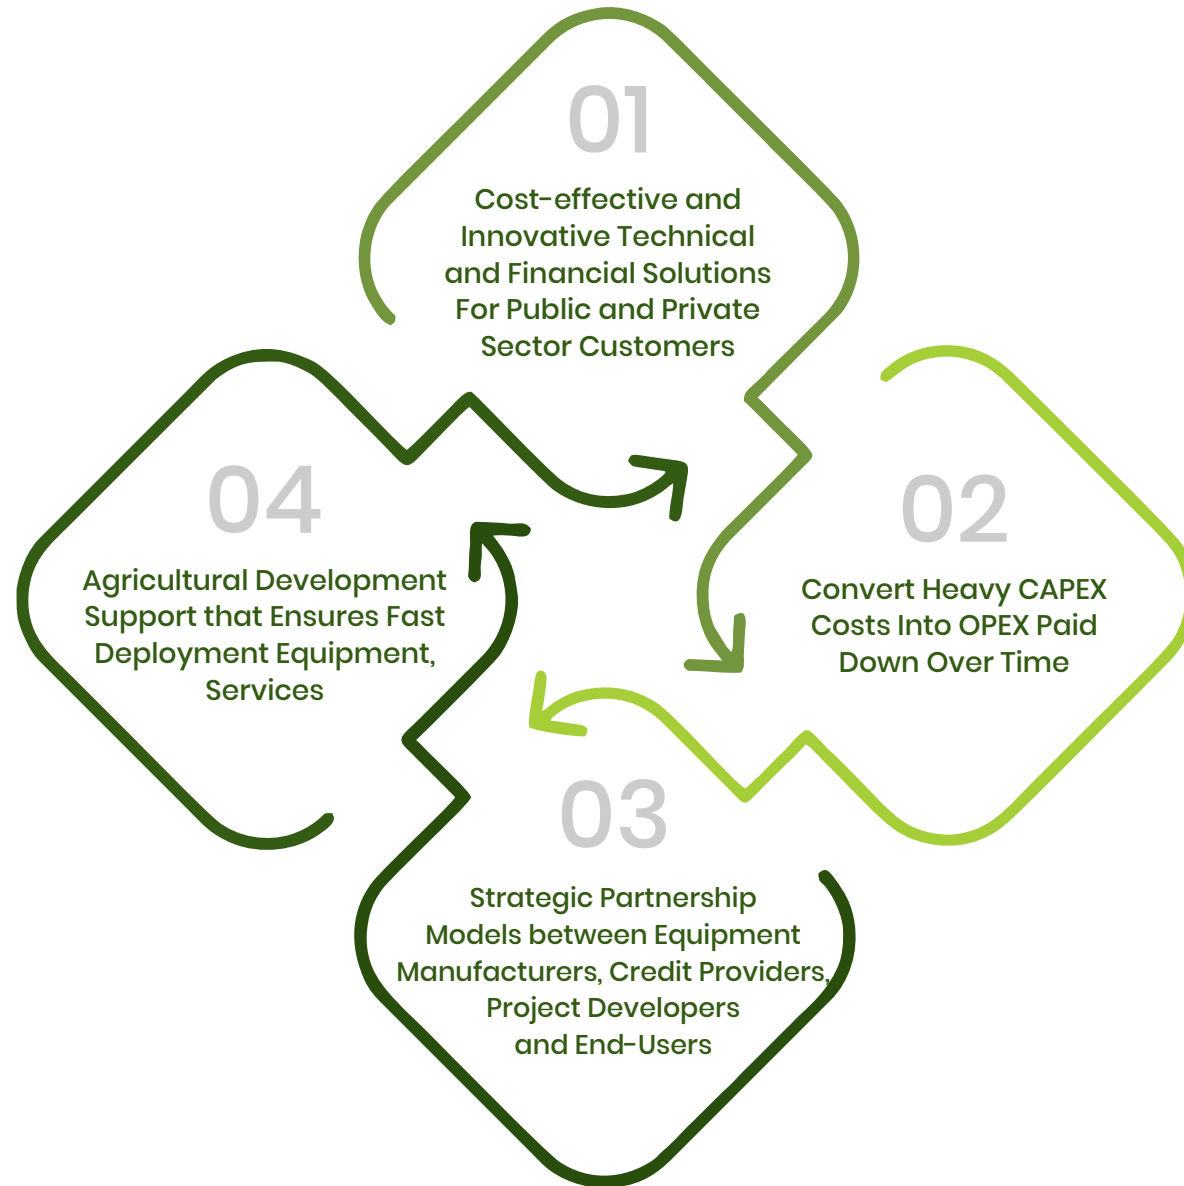 01
Cost-effective and
Innovative Technical
and Financial Solutions
For Public and Private
Sector Customers
02
Convert Heavy CAPEX
Costs Into OPEX Paid
Down Over Time
03
Strategic Partnership
Models between Equipment
Manufacturers, Credit Providers,
Project Developers
and End-Users
04
Agricultural Development
Support that Ensures Fast
Deployment Equipment,
Services